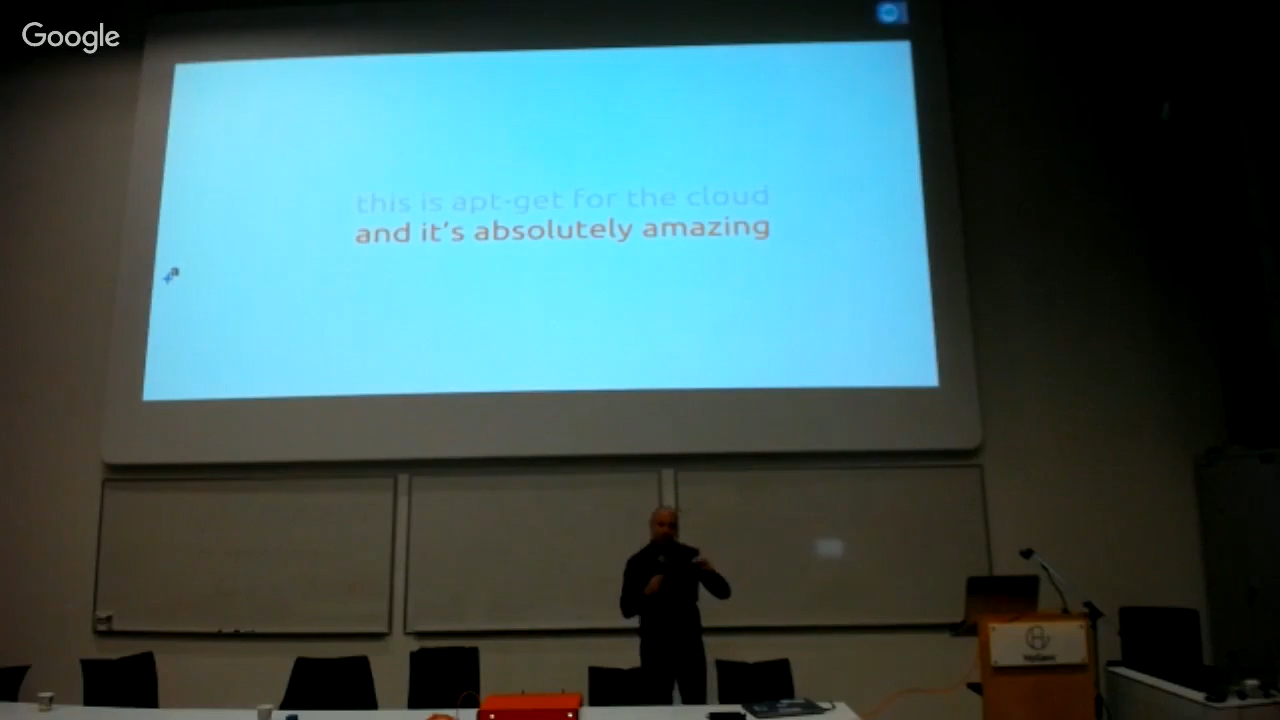 Google
this is apt-get for the cloud
and it's absolutely amazing